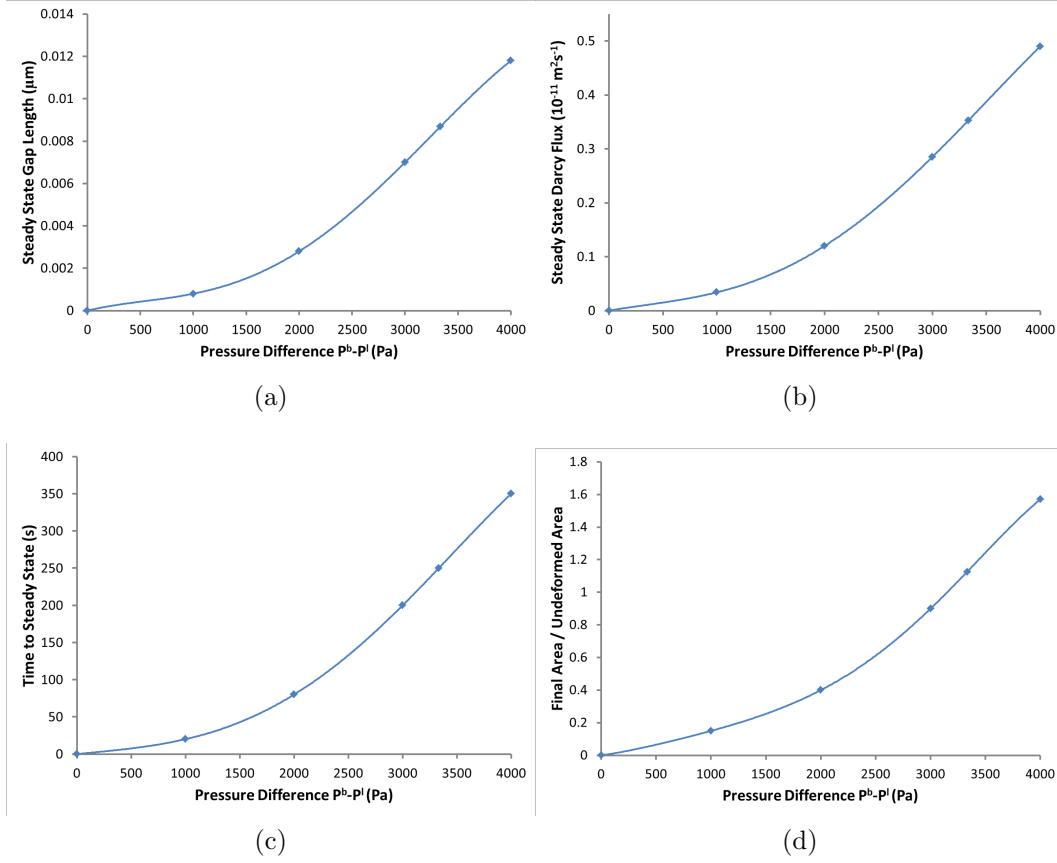 0.014
0.012
0.01
0.008
0.006
0.004
0.002
0
Steady State Gap Length (μm)
0 500 1000 1500 2000 2500 3000 3500 4000
Pressure Difference Pᵇ-Pˡ (Pa)
(a)
0.5
0.4
0.3
0.2
0.1
0
Steady State Darcy Flux (10⁻¹¹ m²s⁻¹)
0 500 1000 1500 2000 2500 3000 3500 4000
Pressure Difference Pᵇ-Pˡ (Pa)
(b)
400
350
300
250
200
150
100
50
0
Time to Steady State (s)
0 500 1000 1500 2000 2500 3000 3500 4000
Pressure Difference Pᵇ-Pˡ (Pa)
(c)
1.8
1.6
1.4
1.2
1
0.8
0.6
0.4
0.2
0
Final Area / Undeformed Area
0 500 1000 1500 2000 2500 3000 3500 4000
Pressure Difference Pᵇ-Pˡ (Pa)
(d)